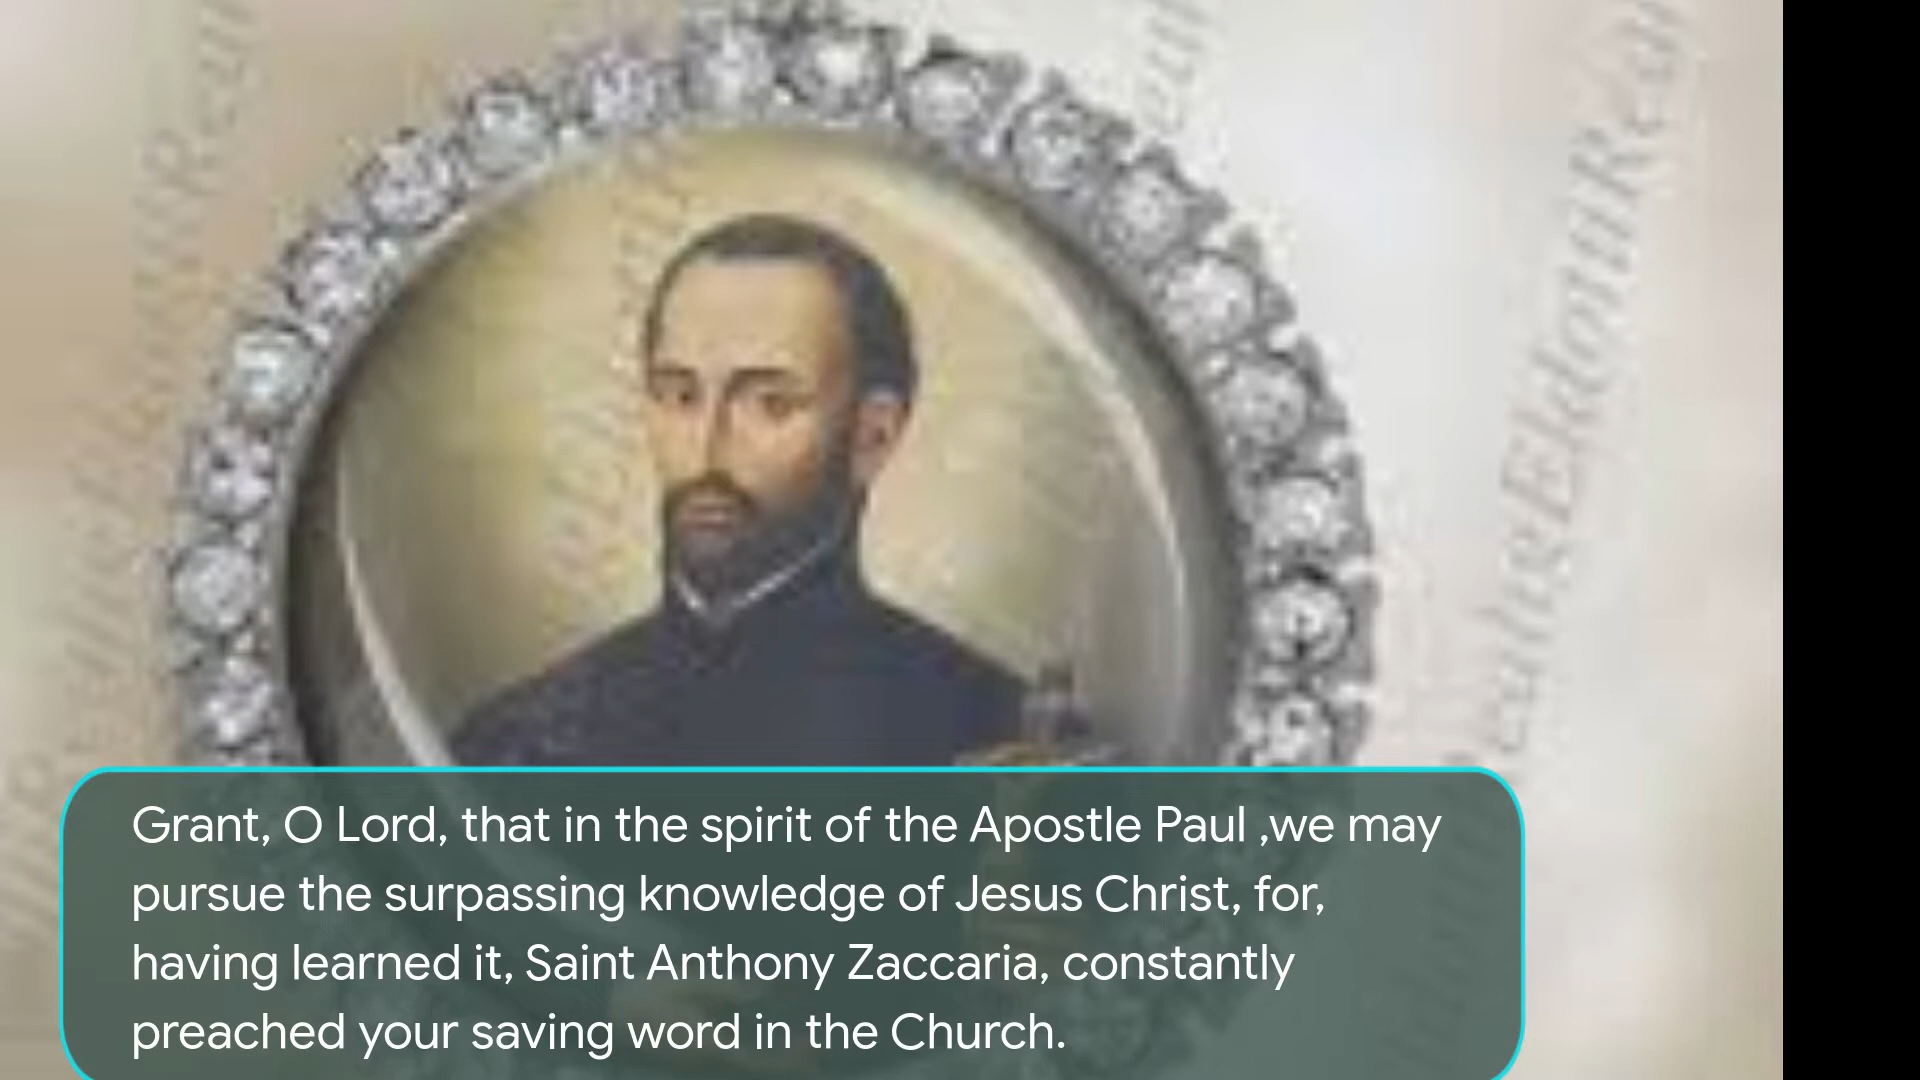 Grant, O Lord, that in the spirit of the Apostle Paul ,we may
pursue the surpassing knowledge of Jesus Christ, for,
having learned it, Saint Anthony Zaccaria, constantly
preached your saving word in the Church.